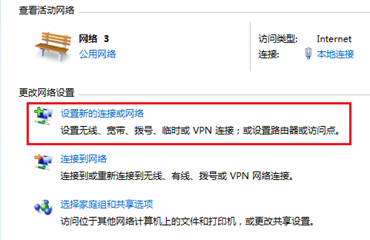 查看活动网络
网络 3
公用网络
访问类型: Internet
连接: 本地连接
更改网络设置
设置新的连接或网络
设置无线、宽带、拨号、临时或 VPN 连接；或设置路由器或访问点。
连接到网络
连接到或重新连接到无线、有线、拨号或 VPN 网络连接。
选择家庭组和共享选项
访问位于其他网络计算机上的文件和打印机，或更改共享设置。